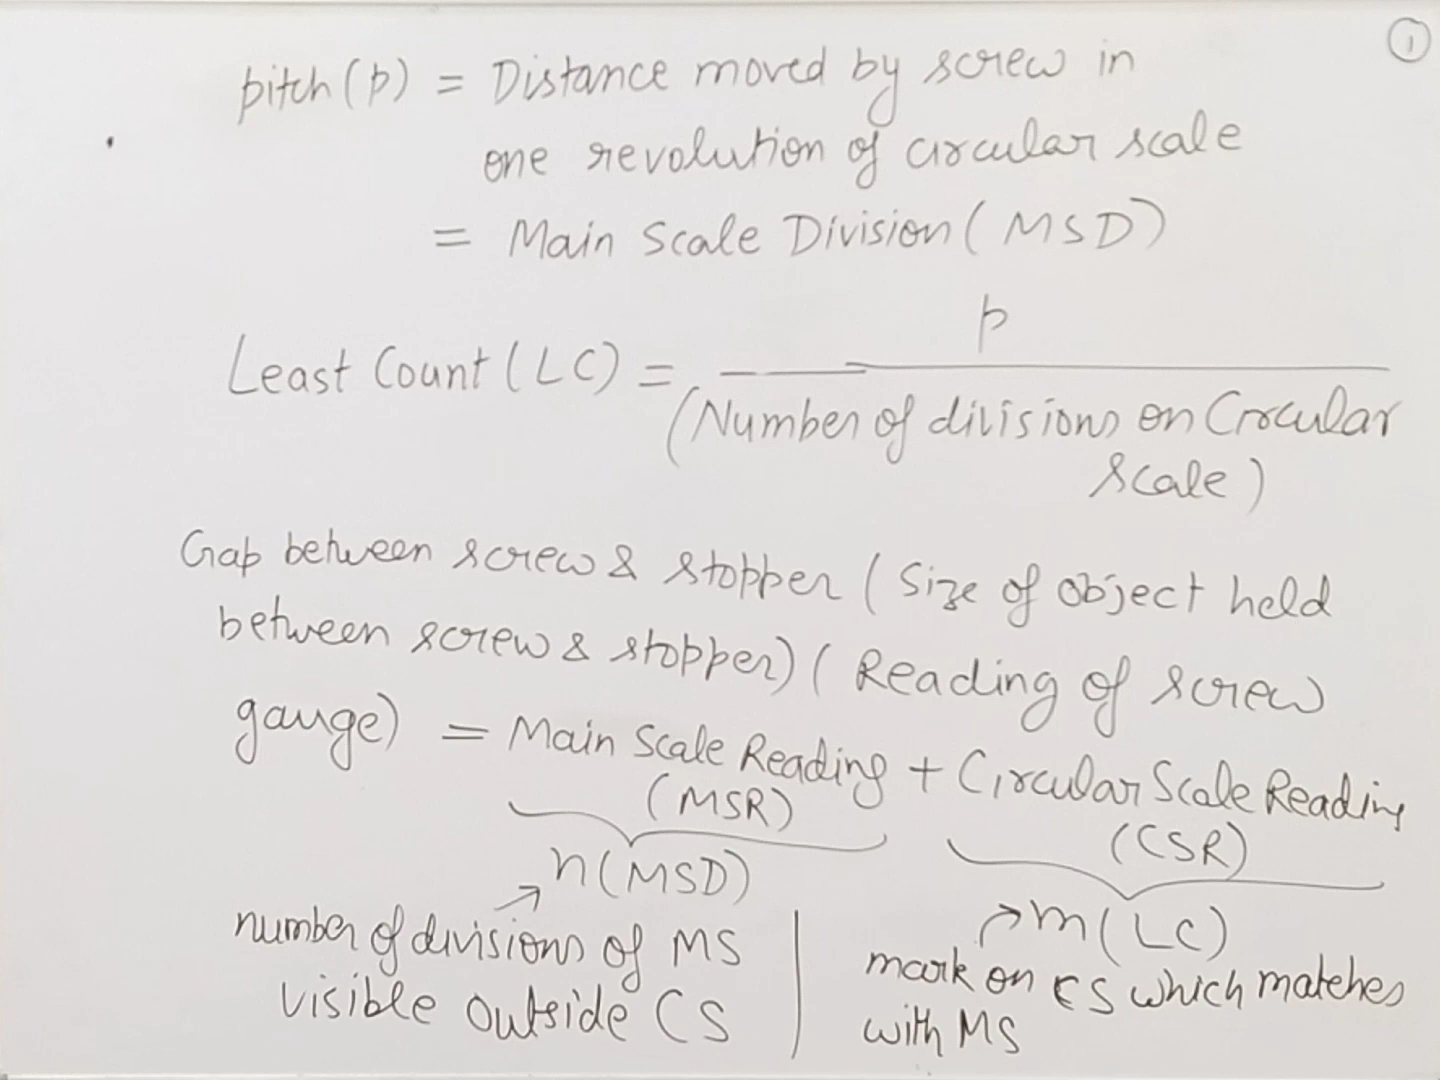 1
pitch (p) = Distance moved by screw in
one revolution of circular scale
= Main Scale Division (MSD)
Least Count (LC) = p
(Number of divisions on Circular
Scale)
Gap between screw & stopper (Size of object held
between screw & stopper) (Reading of screw
gauge) = Main Scale Reading + Circular Scale Reading
(MSR) (CSR)
n(MSD) m(LC)
number of divisions of MS
visible outside CS
mark on CS which matches
with MS